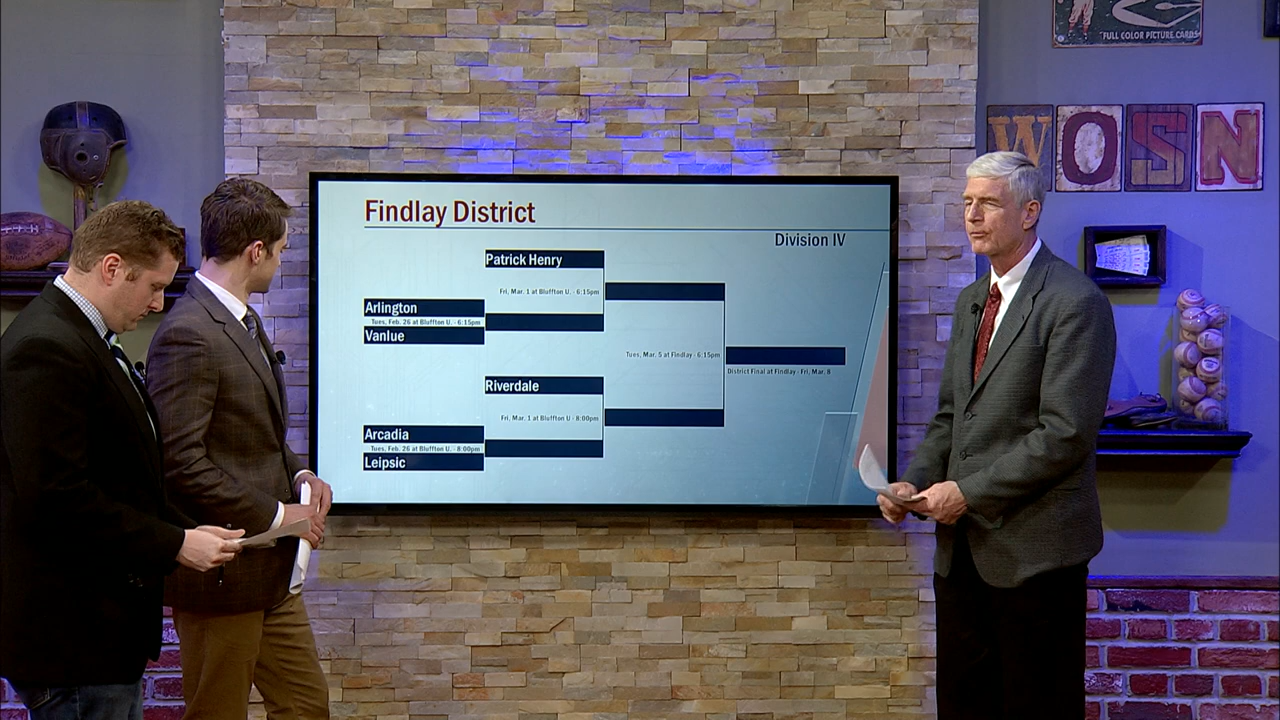 FULL COLOR PICTURE CARDS
WOSN
Findlay District
Division IV
Patrick Henry
Fri, Mar. 1 at Bluffton U. - 6:15pm
Arlington
Tues, Feb. 26 at Bluffton U. - 6:15pm
Vanlue
Tues, Mar. 5 at Findlay - 6:15pm
District Final at Findlay - Fri, Mar. 8
Riverdale
Fri, Mar. 1 at Bluffton U - 8:00pm
Arcadia
Tues, Feb. 26 at Bluffton U. - 8:00pm
Leipsic